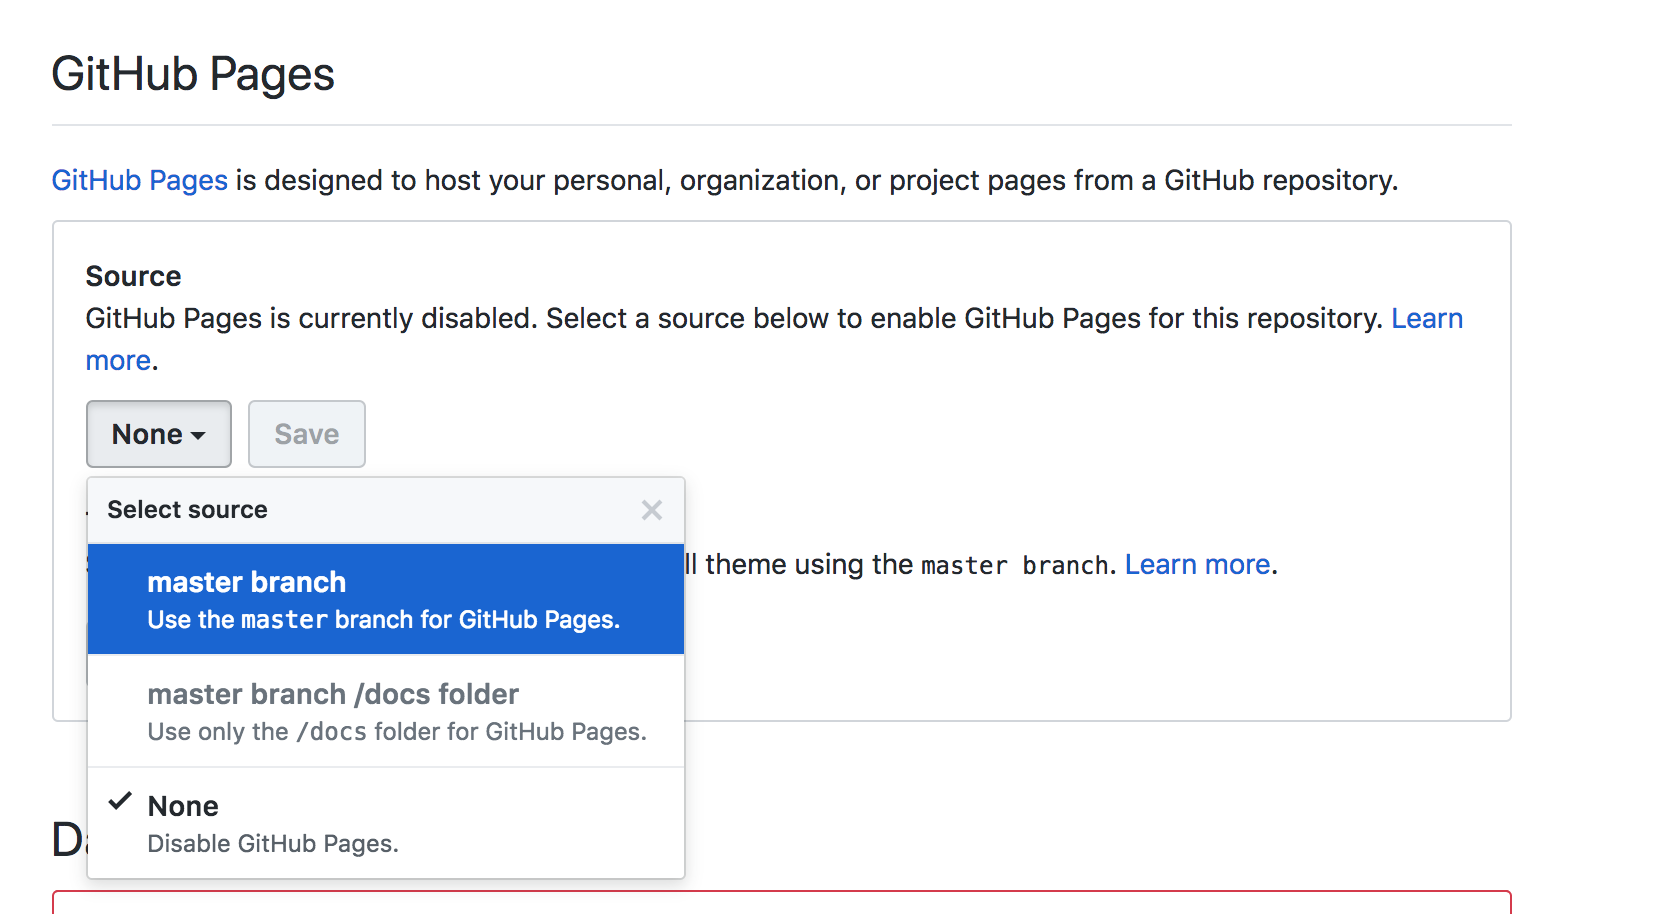 GitHub Pages
GitHub Pages is designed to host your personal, organization, or project pages from a GitHub repository.
Source
GitHub Pages is currently disabled. Select a source below to enable GitHub Pages for this repository. Learn
more.
None
Save
Select source
theme using the master branch. Learn more.
master branch
Use the master branch for GitHub Pages.
master branch /docs folder
Use only the /docs folder for GitHub Pages.
None
Disable GitHub Pages.